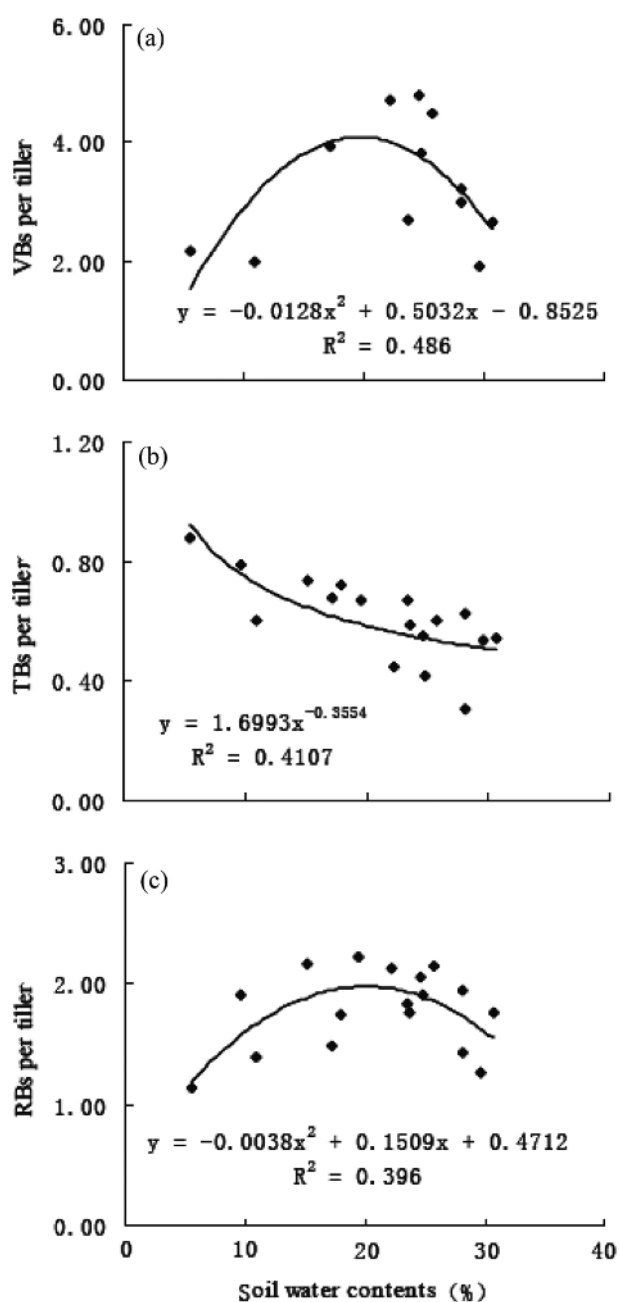 (a)
6.00
4.00
2.00
0.00
VBs per tiller
y = -0.0128x² + 0.5032x - 0.8525
R² = 0.486
(b)
1.20
0.80
0.40
0.00
TBs per tiller
y = 1.6993x^-0.3554
R² = 0.4107
(c)
3.00
2.00
1.00
0.00
RBs per tiller
y = -0.0038x² + 0.1509x + 0.4712
R² = 0.396
0 10 20 30 40
Soil water contents (%)